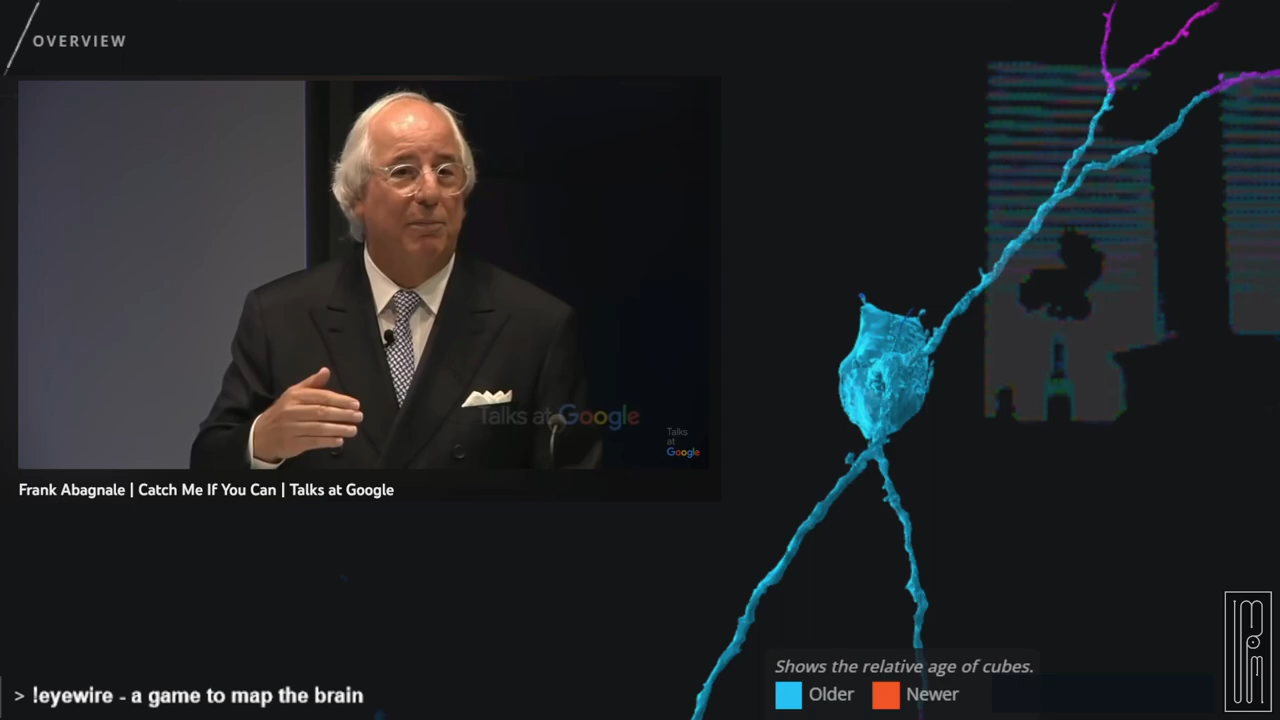 OVERVIEW
Talks at Google
Talks
at
Google
Frank Abagnale | Catch Me If You Can | Talks at Google
Shows the relative age of cubes.
Older Newer
> !eyewire - a game to map the brain